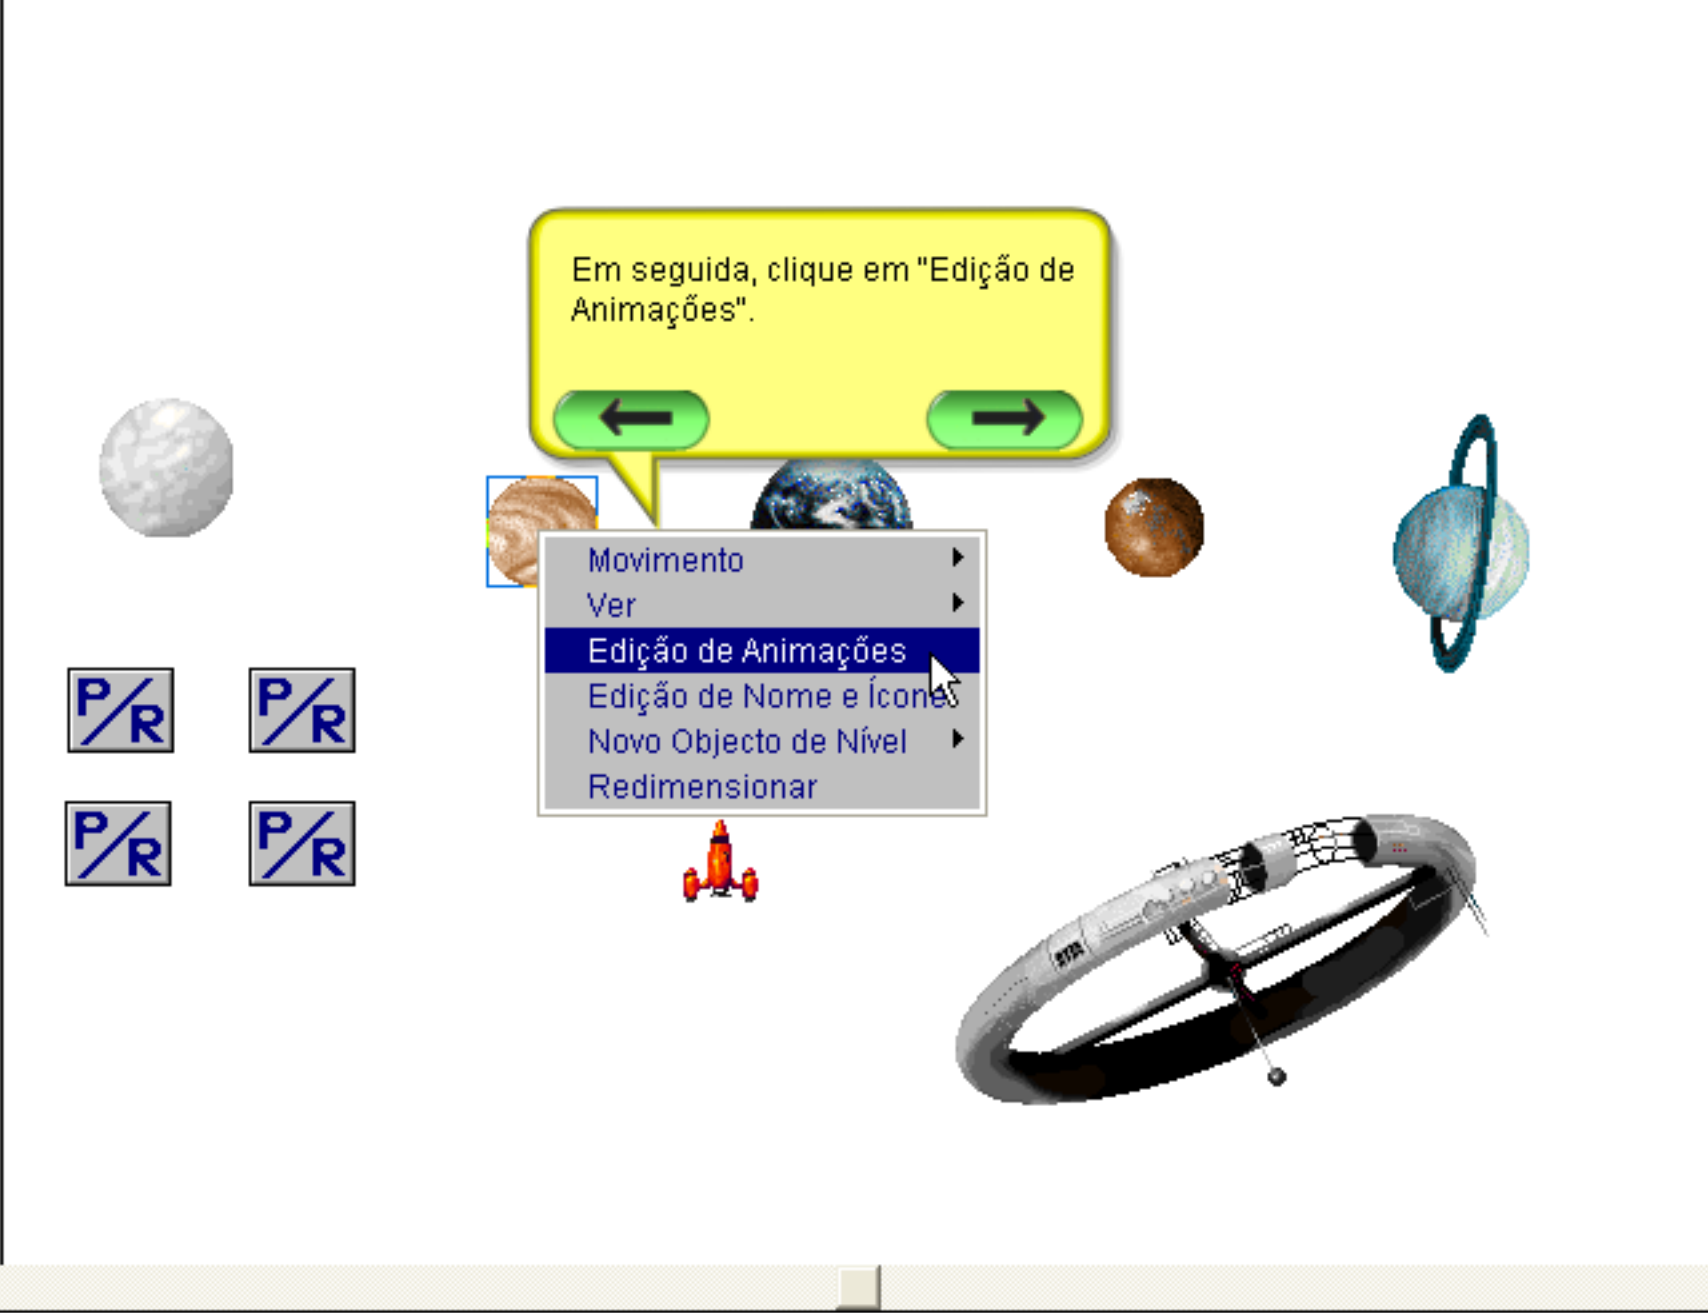 Em seguida, clique em "Edição de
Animações".
Movimento
Ver
Edição de Animações
Edição de Nome e Ícone
Novo Objecto de Nível
Redimensionar
P/R
P/R
P/R
P/R